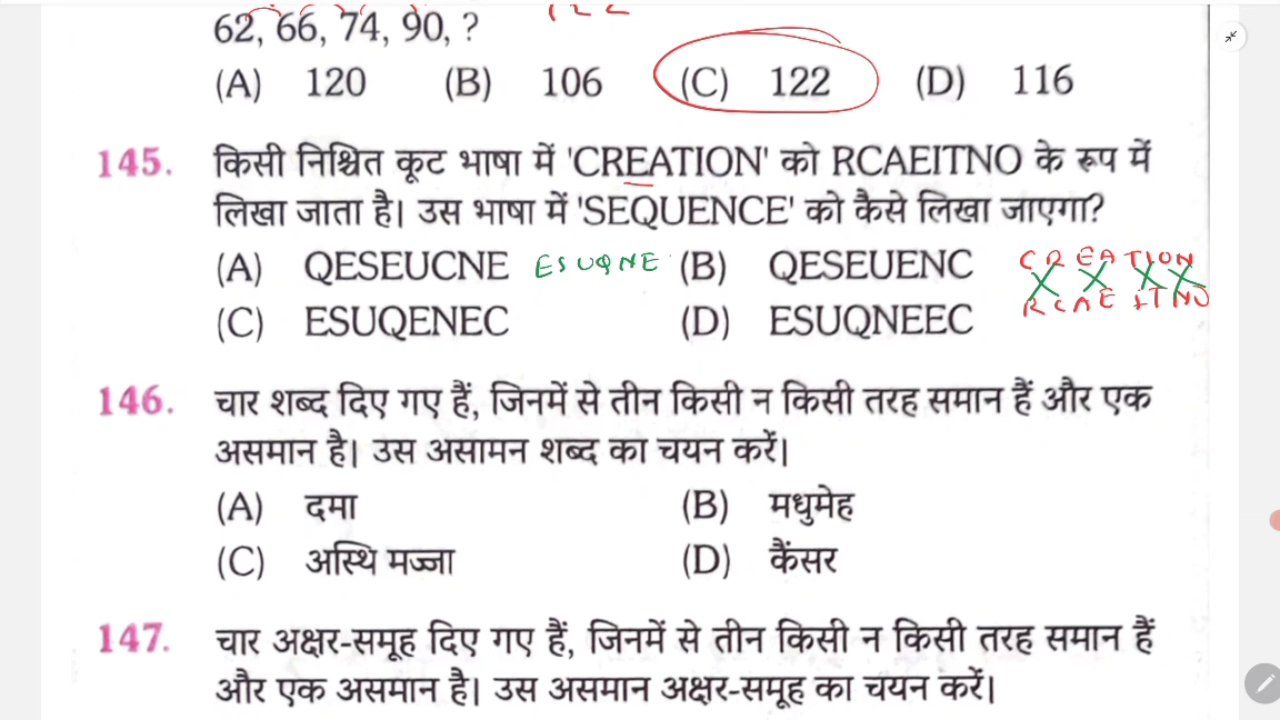 122
62, 66, 74, 90, ?
(A) 120 (B) 106 (C) 122 (D) 116
145. किसी निश्चित कूट भाषा में 'CREATION' को RCAEITNO के रूप में
लिखा जाता है। उस भाषा में 'SEQUENCE' को कैसे लिखा जाएगा?
(A) QESEUCNE ESUQNE (B) QESEUENC CREATION
(C) ESUQENEC (D) ESUQNEEC RCAEITNO
146. चार शब्द दिए गए हैं, जिनमें से तीन किसी न किसी तरह समान हैं और एक
असमान है। उस असामन शब्द का चयन करें।
(A) दमा (B) मधुमेह
(C) अस्थि मज्जा (D) कैंसर
147. चार अक्षर-समूह दिए गए हैं, जिनमें से तीन किसी न किसी तरह समान हैं
और एक असमान है। उस असमान अक्षर-समूह का चयन करें।